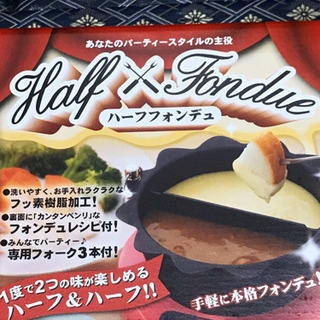 あなたのパーティースタイルの主役
Half × Fondue
ハーフフォンデュ
●洗いやすく、お手入れラクラクな
フッ素樹脂加工!
●裏面に「カンタンベンリ」な
フォンデュレシピ付!
●みんなでパーティー♪
専用フォーク3本付!
1度で2つの味が楽しめる
ハーフ&ハーフ!!
手軽に本格フォンデュ!